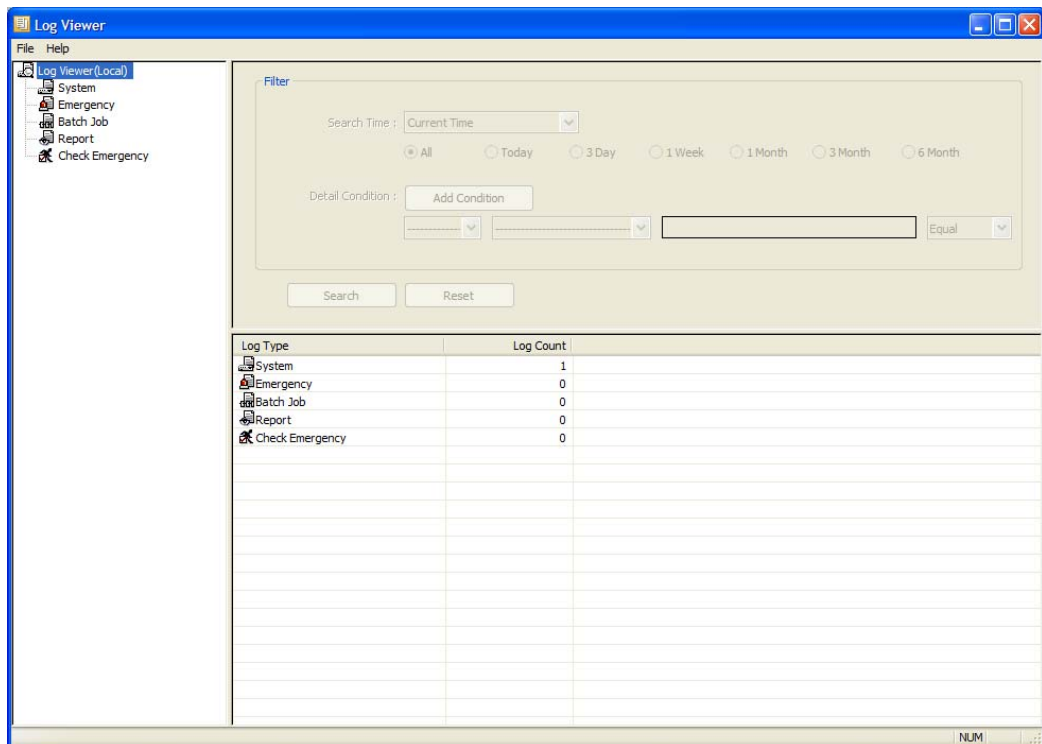 Log Viewer
File Help
Log Viewer(Local)
System
Emergency
Batch Job
Report
Check Emergency
Filter
Search Time : Current Time
All Today 3 Day 1 Week 1 Month 3 Month 6 Month
Detail Condition : Add Condition
------------- --------------------------------- Equal
Search Reset
Log Type Log Count
System 1
Emergency 0
Batch Job 0
Report 0
Check Emergency 0
NUM